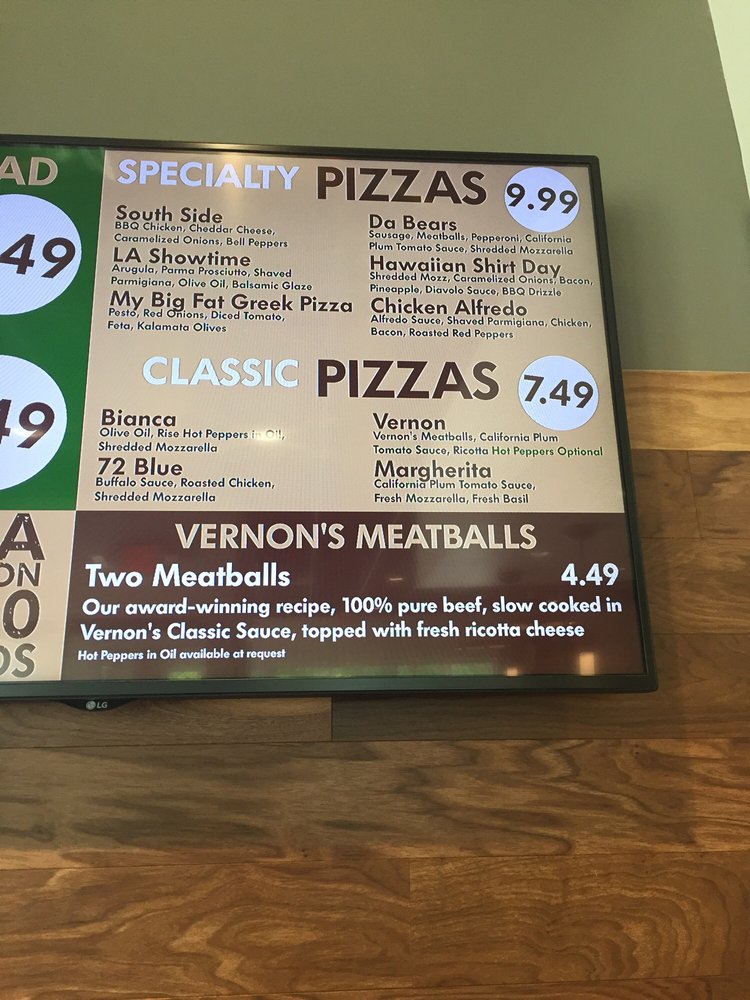 AD
49
49
A
ON
0
DS
SPECIALTY PIZZAS 9.99
South Side
BBQ Chicken, Cheddar Cheese,
Caramelized Onions, Bell Peppers
LA Showtime
Arugula, Parma Prosciutto, Shaved
Parmigiana, Olive Oil, Balsamic Glaze
My Big Fat Greek Pizza
Pesto, Red Onions, Diced Tomato,
Feta, Kalamata Olives
Da Bears
Sausage, Meatballs, Pepperoni, California
Plum Tomato Sauce, Shredded Mozzarella
Hawaiian Shirt Day
Shredded Mozz, Caramelized Onions, Bacon,
Pineapple, Diavolo Sauce, BBQ Drizzle
Chicken Alfredo
Alfredo Sauce, Shaved Parmigiana, Chicken,
Bacon, Roasted Red Peppers
CLASSIC PIZZAS 7.49
Bianca
Olive Oil, Rise Hot Peppers in Oil,
Shredded Mozzarella
72 Blue
Buffalo Sauce, Roasted Chicken,
Shredded Mozzarella
Vernon
Vernon's Meatballs, California Plum
Tomato Sauce, Ricotta Hot Peppers Optional
Margherita
California Plum Tomato Sauce,
Fresh Mozzarella, Fresh Basil
VERNON'S MEATBALLS
Two Meatballs 4.49
Our award-winning recipe, 100% pure beef, slow cooked in
Vernon's Classic Sauce, topped with fresh ricotta cheese
Hot Peppers in Oil available at request
LG